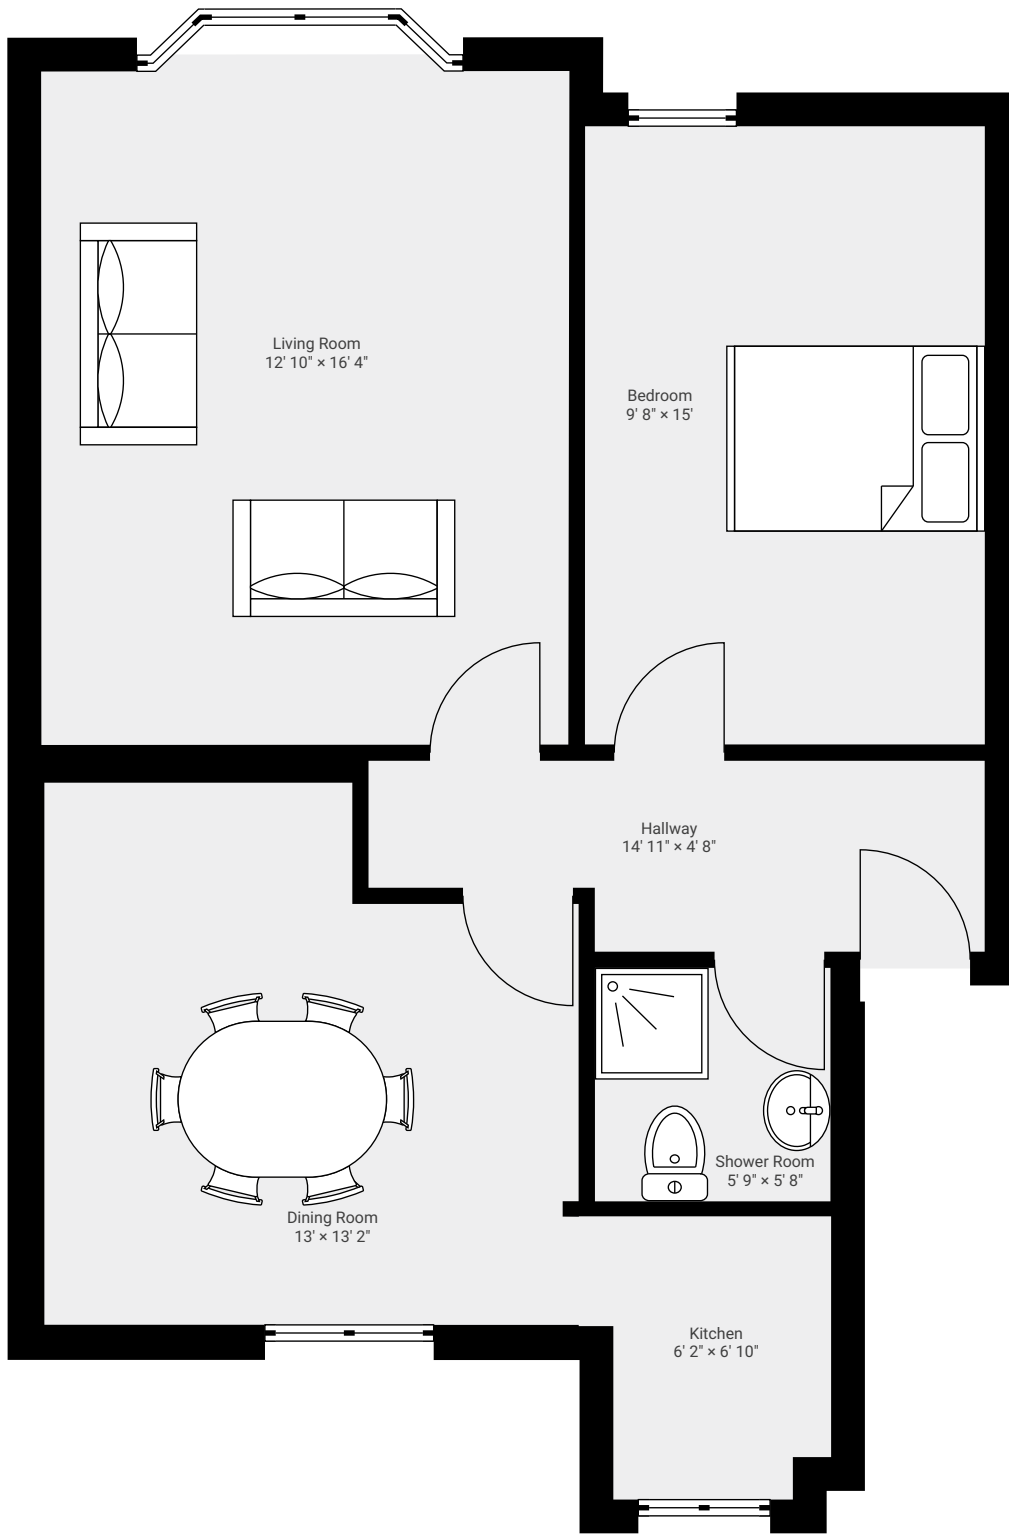 Living Room
12' 10" × 16' 4"
Bedroom
9' 8" × 15'
Hallway
14' 11" × 4' 8"
Shower Room
5' 9" × 5' 8"
Dining Room
13' × 13' 2"
Kitchen
6' 2" × 6' 10"